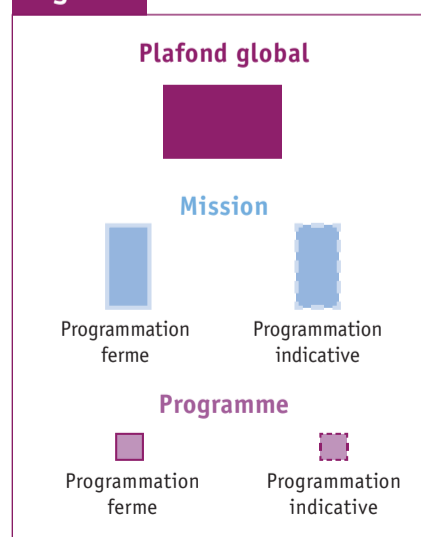 Plafond global
Mission
Programmation
ferme
Programmation
indicative
Programme
Programmation
ferme
Programmation
indicative